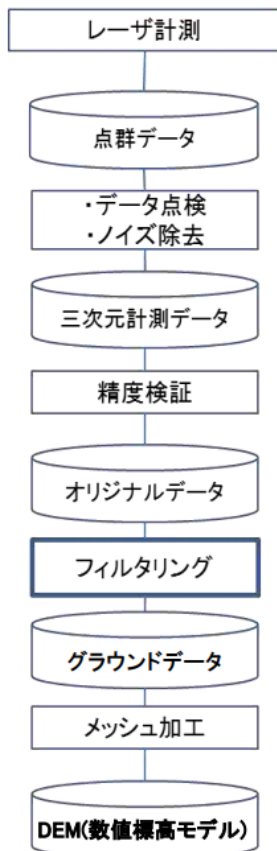 レーザ計測
点群データ
・データ点検
・ノイズ除去
三次元計測データ
精度検証
オリジナルデータ
フィルタリング
グラウンドデータ
メッシュ加工
DEM(数値標高モデル)